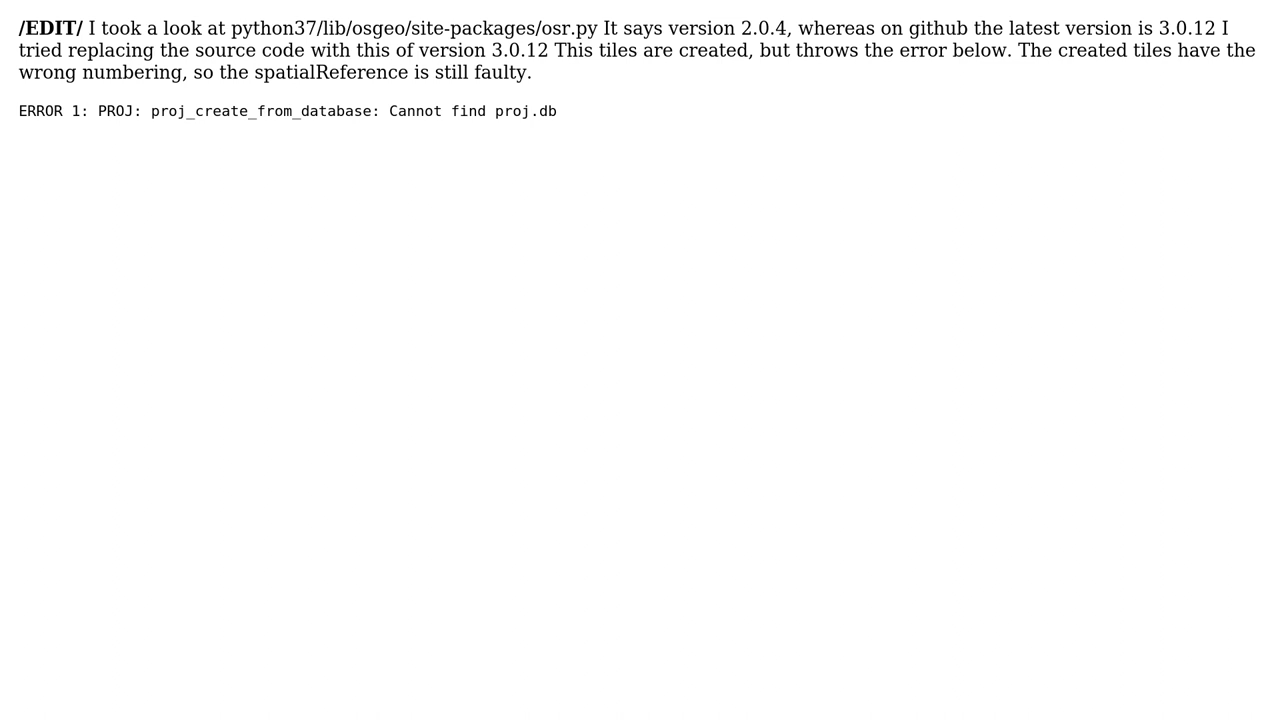 /EDIT/ I took a look at python37/lib/osgeo/site-packages/osr.py It says version 2.0.4, whereas on github the latest version is 3.0.12 I
tried replacing the source code with this of version 3.0.12 This tiles are created, but throws the error below. The created tiles have the
wrong numbering, so the spatialReference is still faulty.
ERROR 1: PROJ: proj_create_from_database: Cannot find proj.db